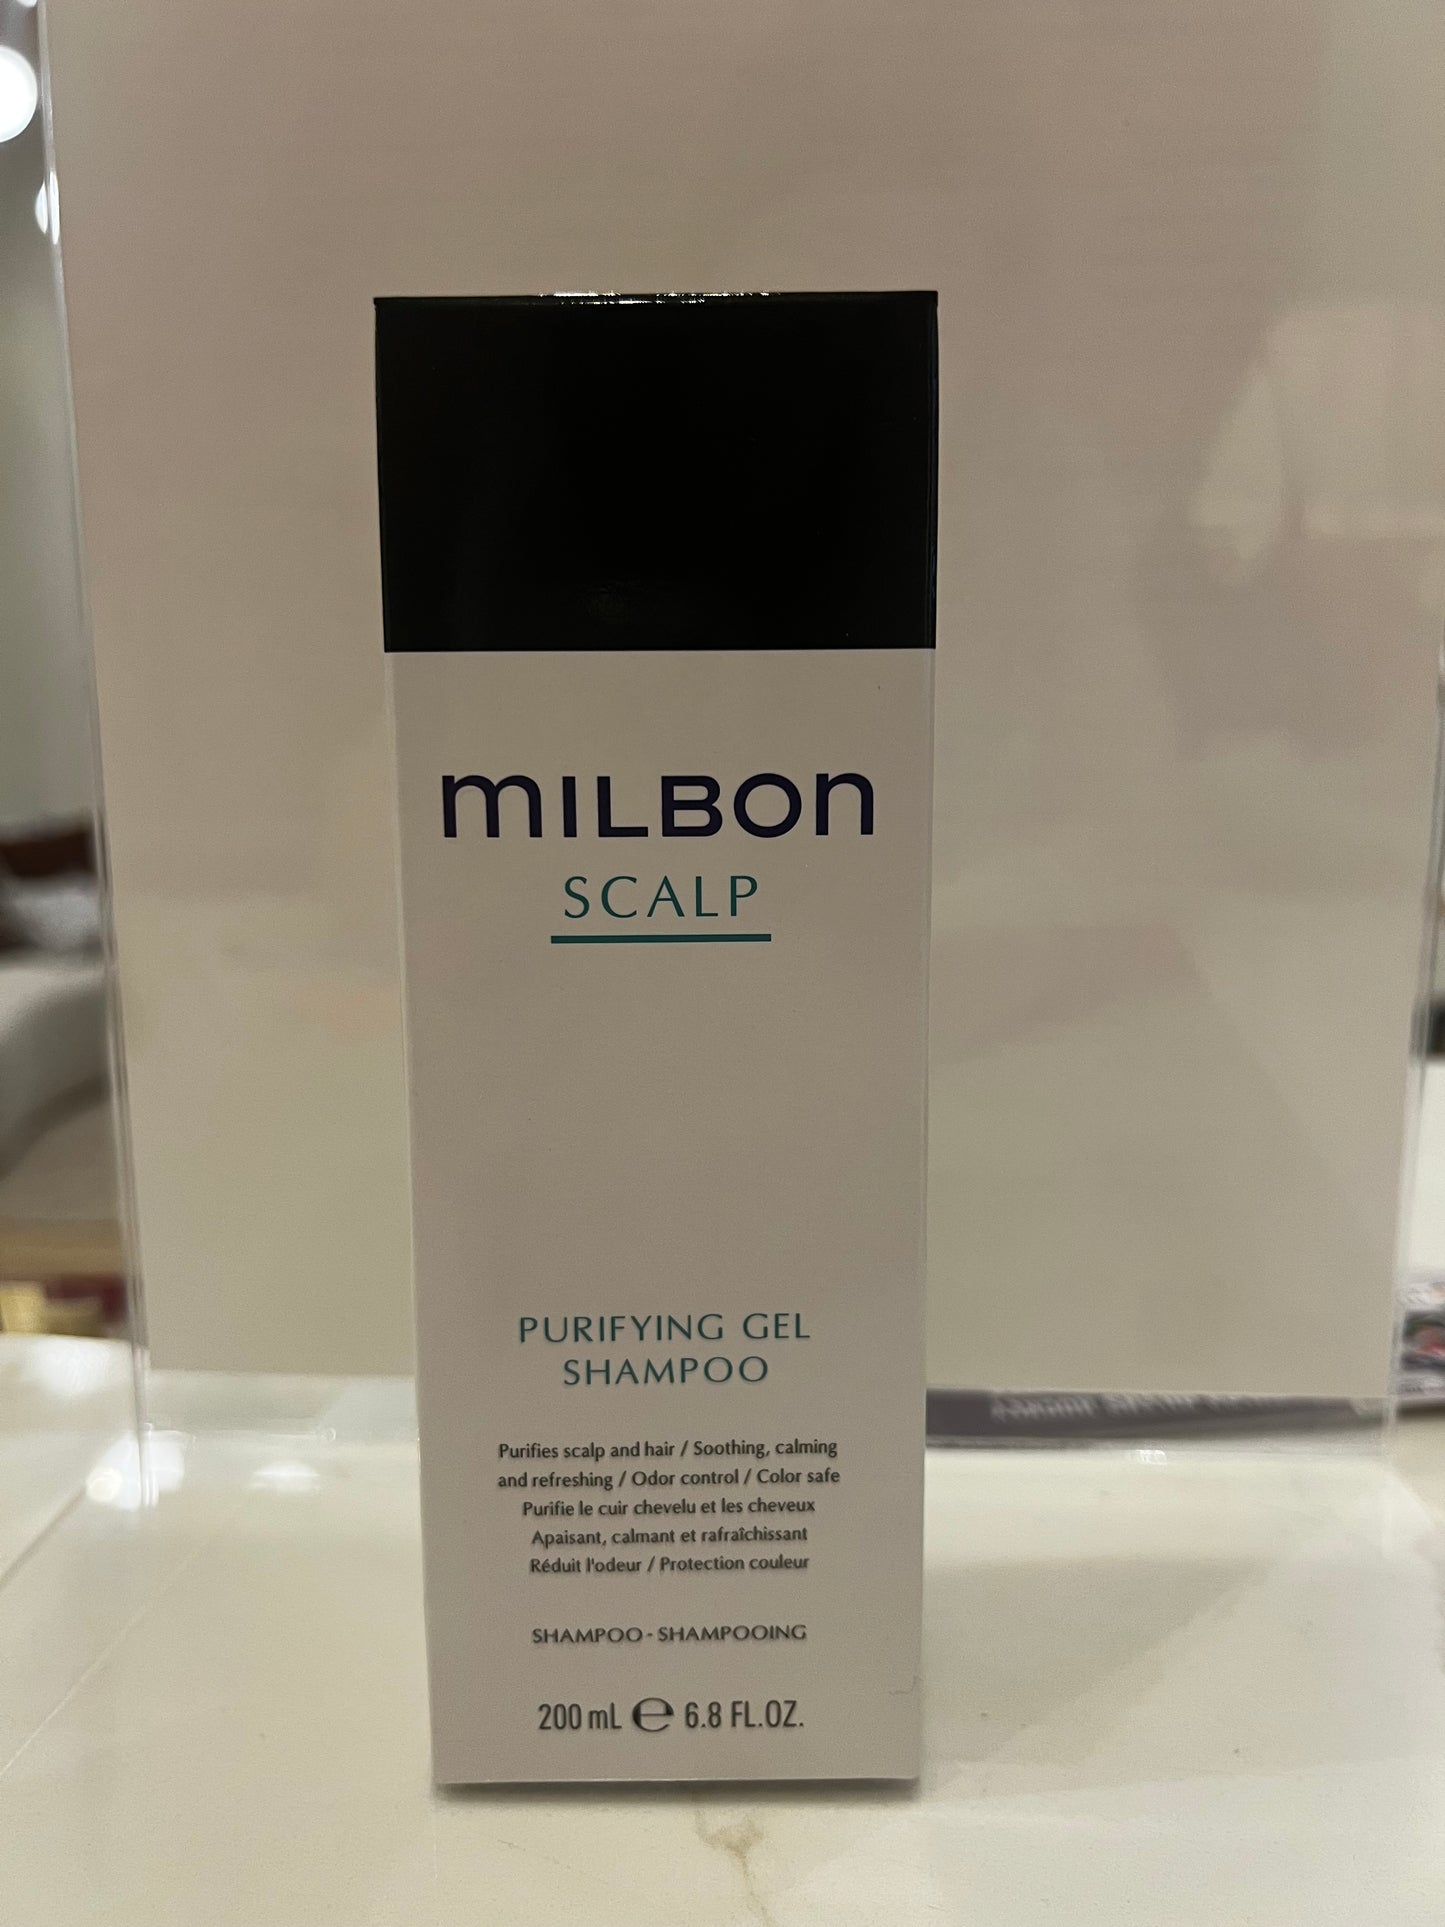 milbon
SCALP
PURIFYING GEL
SHAMPOO
Purifies scalp and hair / Soothing, calming
and refreshing / Odor control / Color safe
Purifie le cuir chevelu et les cheveux
Apaisant, calmant et rafraîchissant
Réduit l'odeur / Protection couleur
SHAMPOO - SHAMPOOING
200 mL ℮ 6.8 FL.OZ.